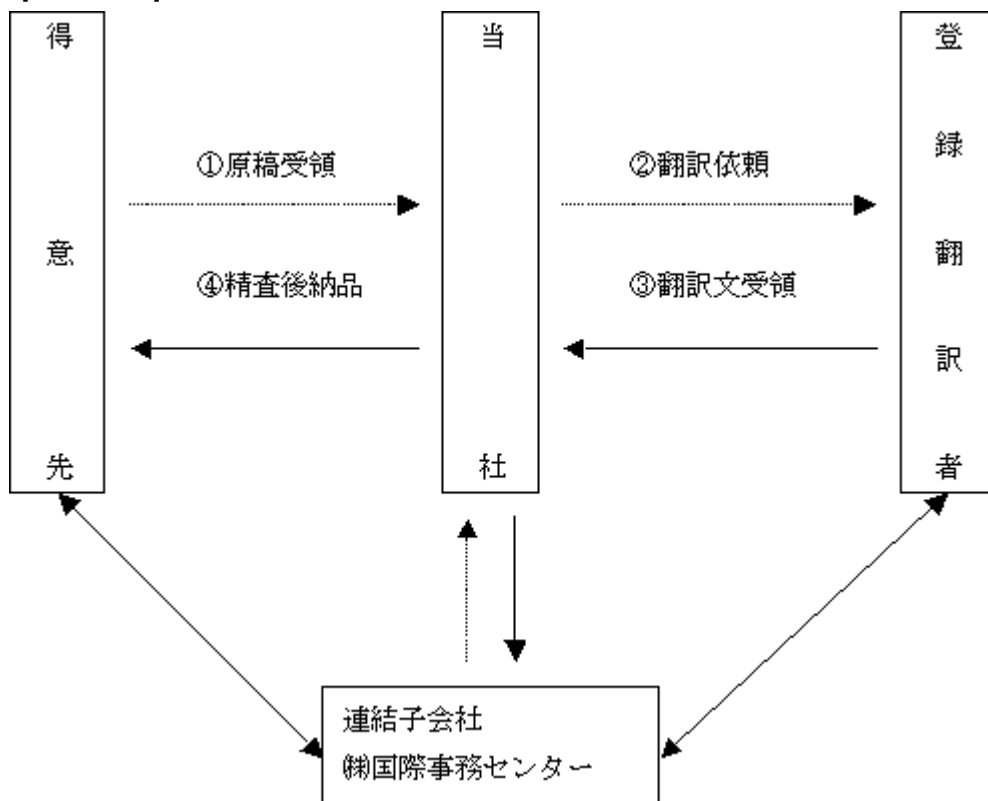 得意先
当社
登録翻訳者
①原稿受領
②翻訳依頼
④精査後納品
③翻訳文受領
連結子会社
㈱国際事務センター